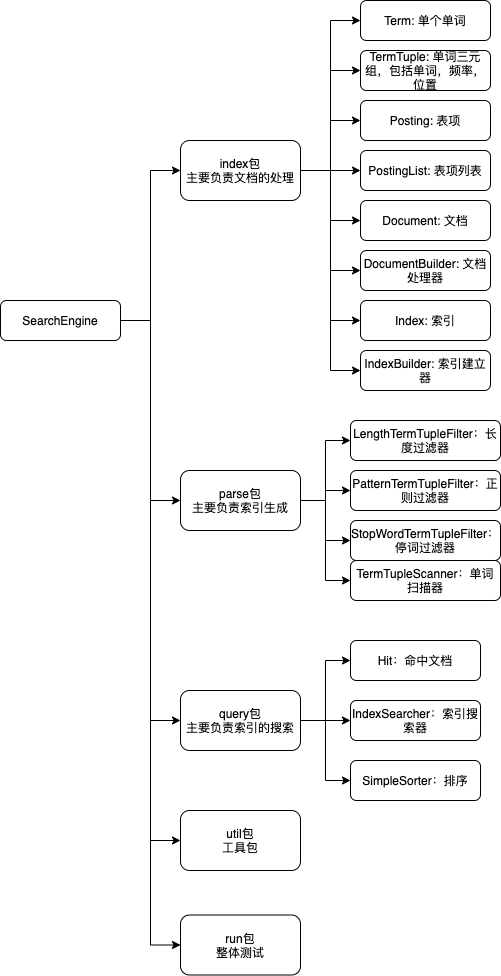 SearchEngine
index包
主要负责文档的处理
Term: 单个单词
TermTuple: 单词三元
组，包括单词，频率，
位置
Posting: 表项
PostingList: 表项列表
Document: 文档
DocumentBuilder: 文档
处理器
Index: 索引
IndexBuilder: 索引建立
器
parse包
主要负责索引生成
LengthTermTupleFilter：长
度过滤器
PatternTermTupleFilter：正
则过滤器
StopWordTermTupleFilter：
停词过滤器
TermTupleScanner：单词
扫描器
query包
主要负责索引的搜索
Hit：命中文档
IndexSearcher：索引搜
索器
SimpleSorter：排序
util包
工具包
run包
整体测试